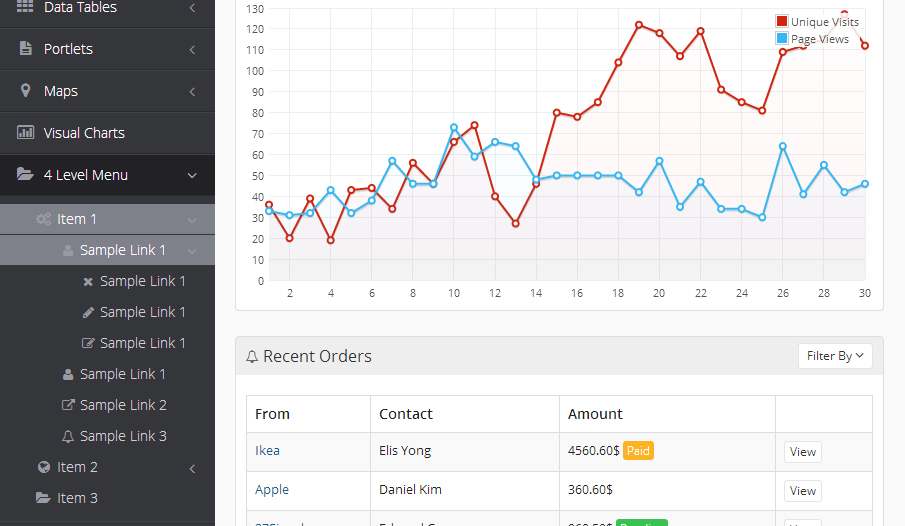 Data Tables
Portlets
Maps
Visual Charts
4 Level Menu
Item 1
Sample Link 1
Sample Link 1
Sample Link 1
Sample Link 1
Sample Link 1
Sample Link 2
Sample Link 3
Item 2
Item 3
130
120
110
100
90
80
70
60
50
40
30
20
10
0
2 4 6 8 10 12 14 16 18 20 22 24 26 28 30
Unique Visits
Page Views
Recent Orders
Filter By
From Contact Amount
Ikea Elis Yong 4560.60$ Paid View
Apple Daniel Kim 360.60$ View